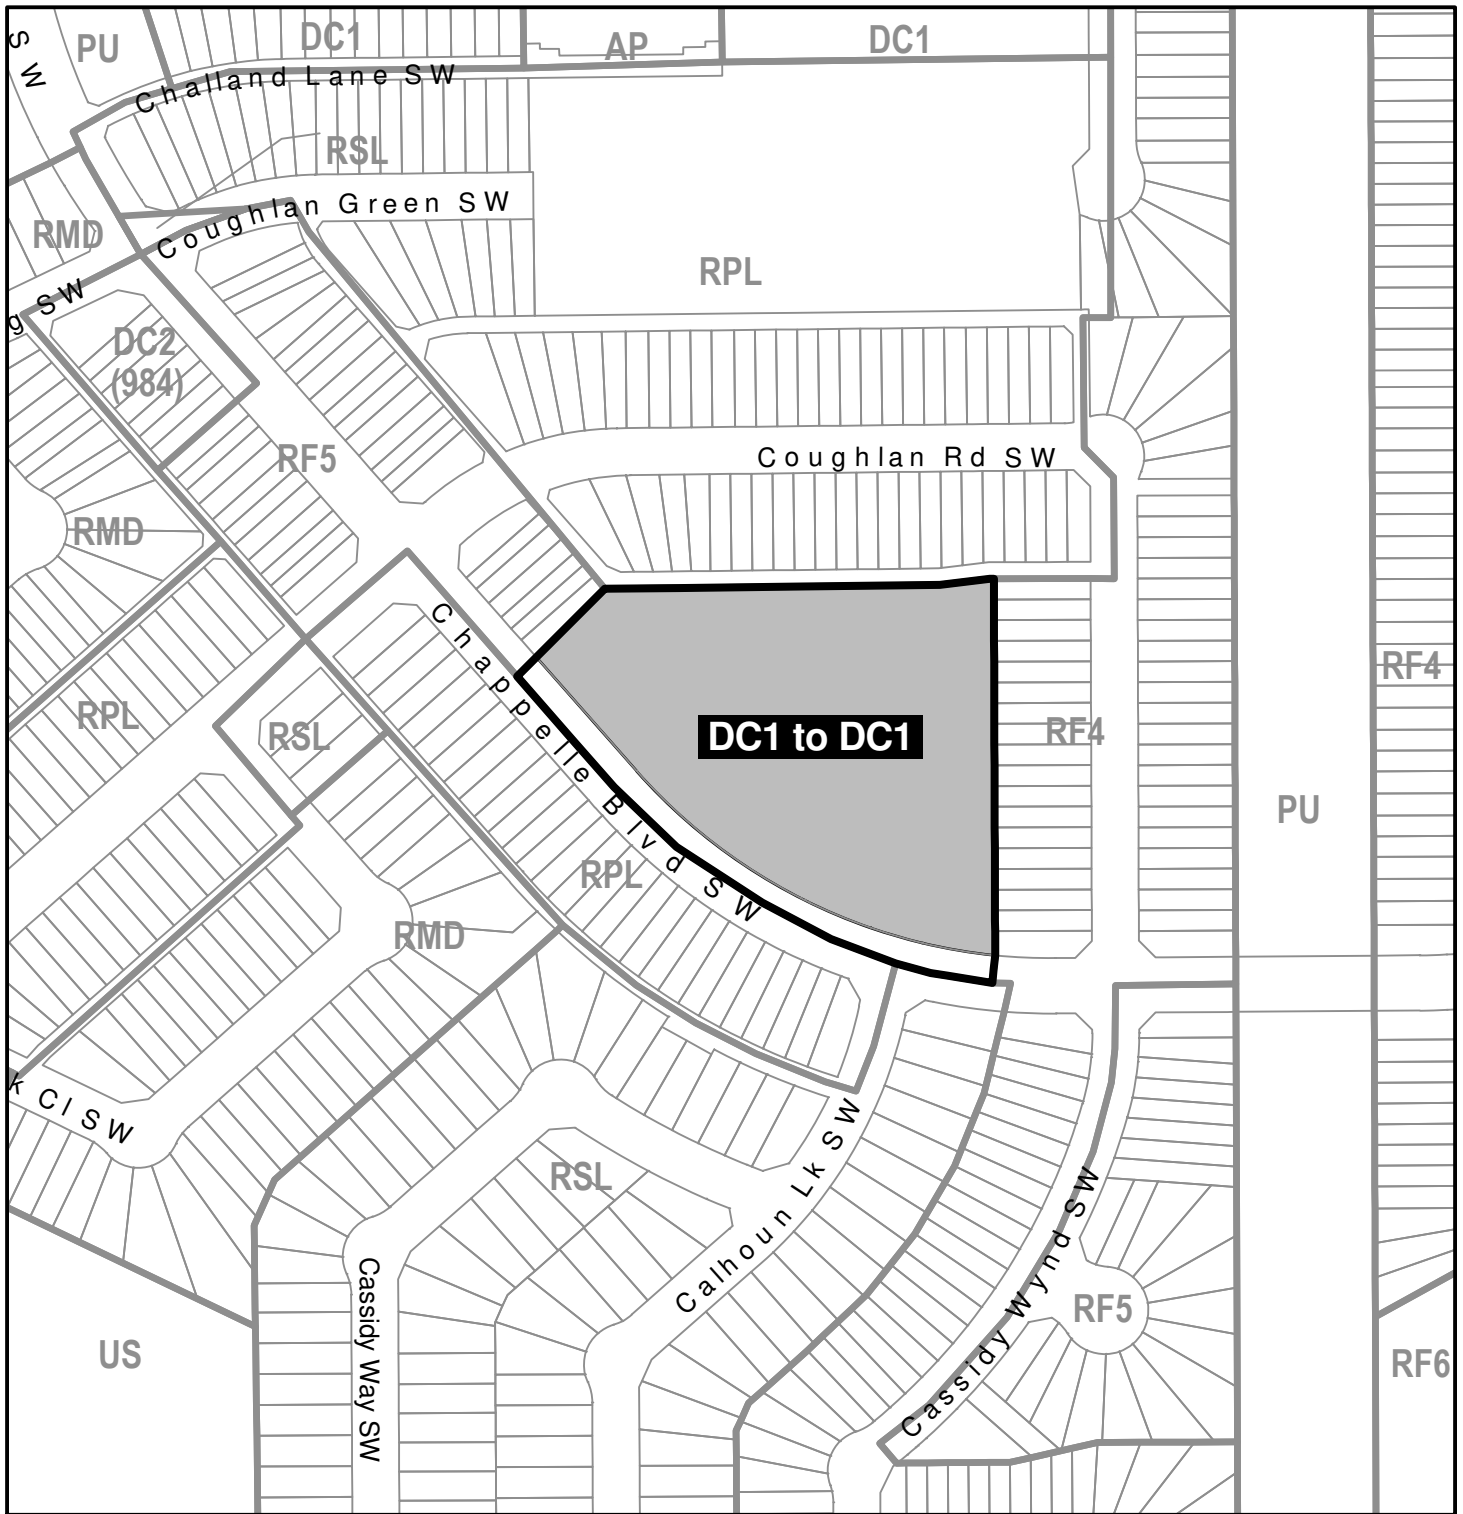 S W
PU
DC1
AP
DC1
Challand Lane SW
RSL
Coughlan Green SW
RMD
RPL
g SW
DC2
(984)
RF5
Coughlan Rd SW
RMD
Chappelle Blvd SW
RF4
RPL
RSL
DC1 to DC1
RF4
PU
RPL
RMD
k Cl SW
Calhoun Lk SW
RSL
Cassidy Wynd SW
Cassidy Way SW
RF5
US
RF6